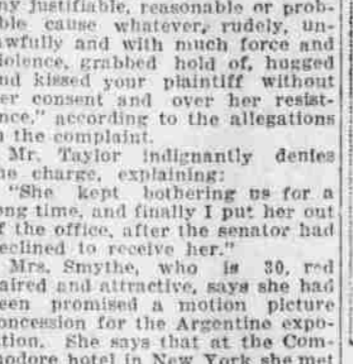 ny justifiable, reasonable or prob-
ble cause whatever, rudely, un-
awfully and with much force and
iolence, grabbed hold of, hugged
nd kissed your plaintiff without
er consent and over her resist-
nce," according to the allegations
n the complaint.
Mr. Taylor indignantly denies
he charge, explaining:
"She kept bothering us for a
ong time, and finally I put her out
f the office, after the senator had
eclined to receive her."
Mrs. Smythe, who is 30, red
aired and attractive, says she had
een promised a motion picture
oncession for the Argentine expo-
ition. She says that at the Com-
modore hotel in New York she met